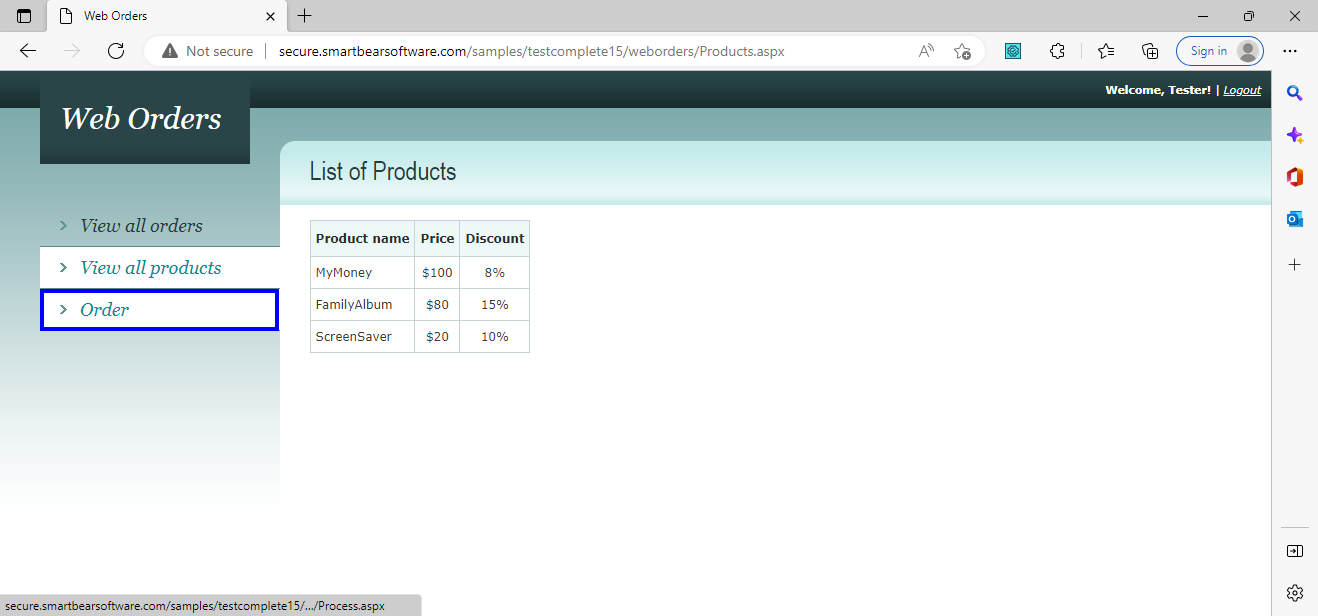 Web Orders
Not secure
secure.smartbearsoftware.com/samples/testcomplete15/weborders/Products.aspx
Sign in
Welcome, Tester! | Logout
Web Orders
List of Products
View all orders
View all products
Order
Product name Price Discount
MyMoney $100 8%
FamilyAlbum $80 15%
ScreenSaver $20 10%
secure.smartbearsoftware.com/samples/testcomplete15/.../Process.aspx